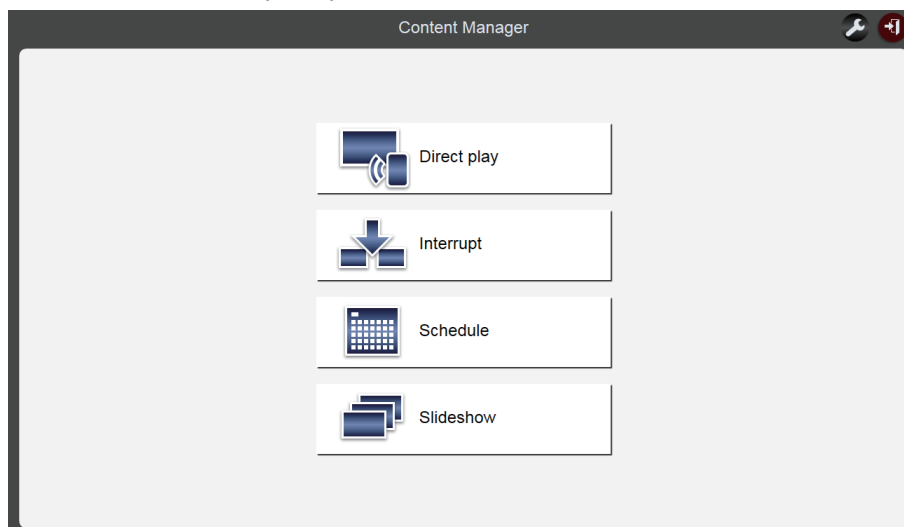 Content Manager
Direct play
Interrupt
Schedule
Slideshow